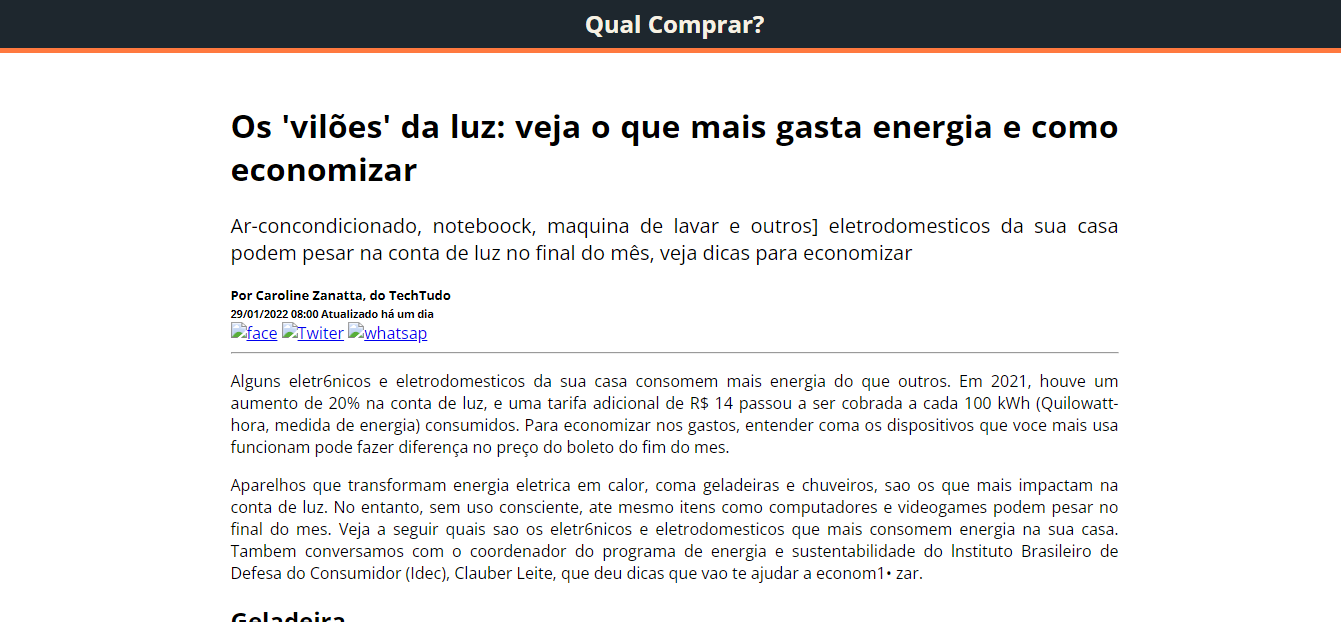 Qual Comprar?
Os 'vilões' da luz: veja o que mais gasta energia e como
economizar
Ar-concondicionado, noteboock, maquina de lavar e outros] eletrodomesticos da sua casa
podem pesar na conta de luz no final do mês, veja dicas para economizar
Por Caroline Zanatta, do TechTudo
29/01/2022 08:00 Atualizado há um dia
face Twiter whatsap
Alguns eletr6nicos e eletrodomesticos da sua casa consomem mais energia do que outros. Em 2021, houve um
aumento de 20% na conta de luz, e uma tarifa adicional de R$ 14 passou a ser cobrada a cada 100 kWh (Quilowatt-
hora, medida de energia) consumidos. Para economizar nos gastos, entender coma os dispositivos que voce mais usa
funcionam pode fazer diferença no preço do boleto do fim do mes.
Aparelhos que transformam energia eletrica em calor, coma geladeiras e chuveiros, sao os que mais impactam na
conta de luz. No entanto, sem uso consciente, ate mesmo itens como computadores e videogames podem pesar no
final do mes. Veja a seguir quais sao os eletr6nicos e eletrodomesticos que mais consomem energia na sua casa.
Tambem conversamos com o coordenador do programa de energia e sustentabilidade do Instituto Brasileiro de
Defesa do Consumidor (Idec), Clauber Leite, que deu dicas que vao te ajudar a econom1• zar.
Geladeira